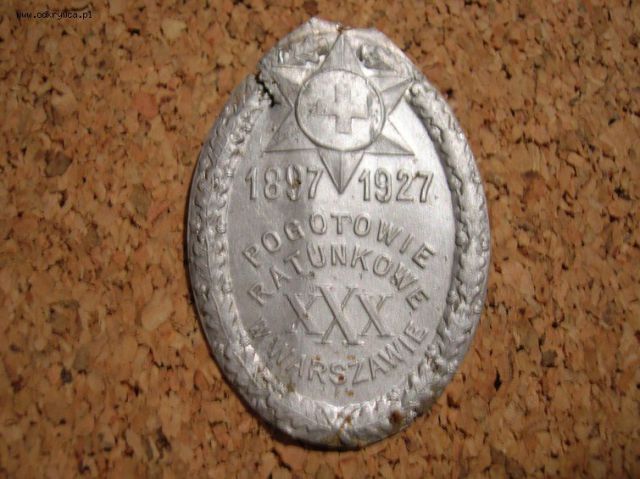 www.odkrywca.pl
1897 1927
POGOTOWIE
RATUNKOWE
XXX
W WARSZAWIE